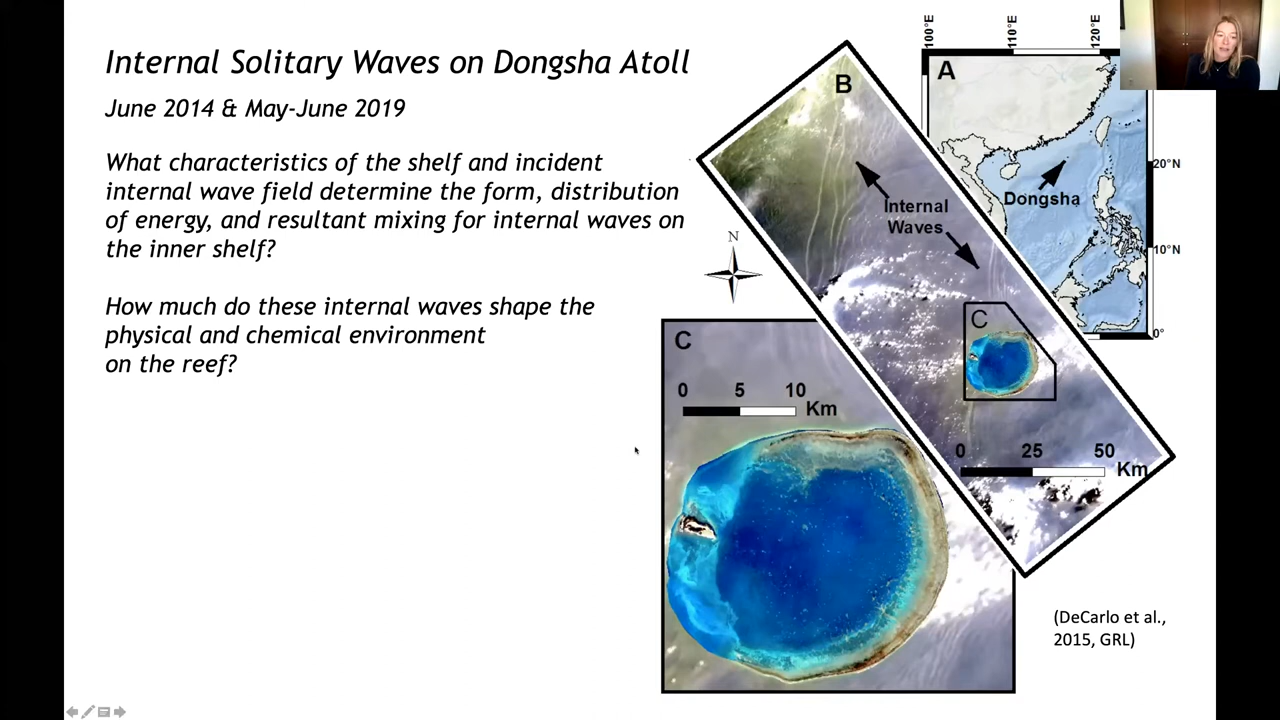 Internal Solitary Waves on Dongsha Atoll
June 2014 & May-June 2019
What characteristics of the shelf and incident
internal wave field determine the form, distribution
of energy, and resultant mixing for internal waves on
the inner shelf?
How much do these internal waves shape the
physical and chemical environment
on the reef?
100°E
110°E
120°E
A
20°N
10°N
0°
Dongsha
B
Internal
Waves
N
C
0 25 50
Km
C
0 5 10
Km
(DeCarlo et al.,
2015, GRL)